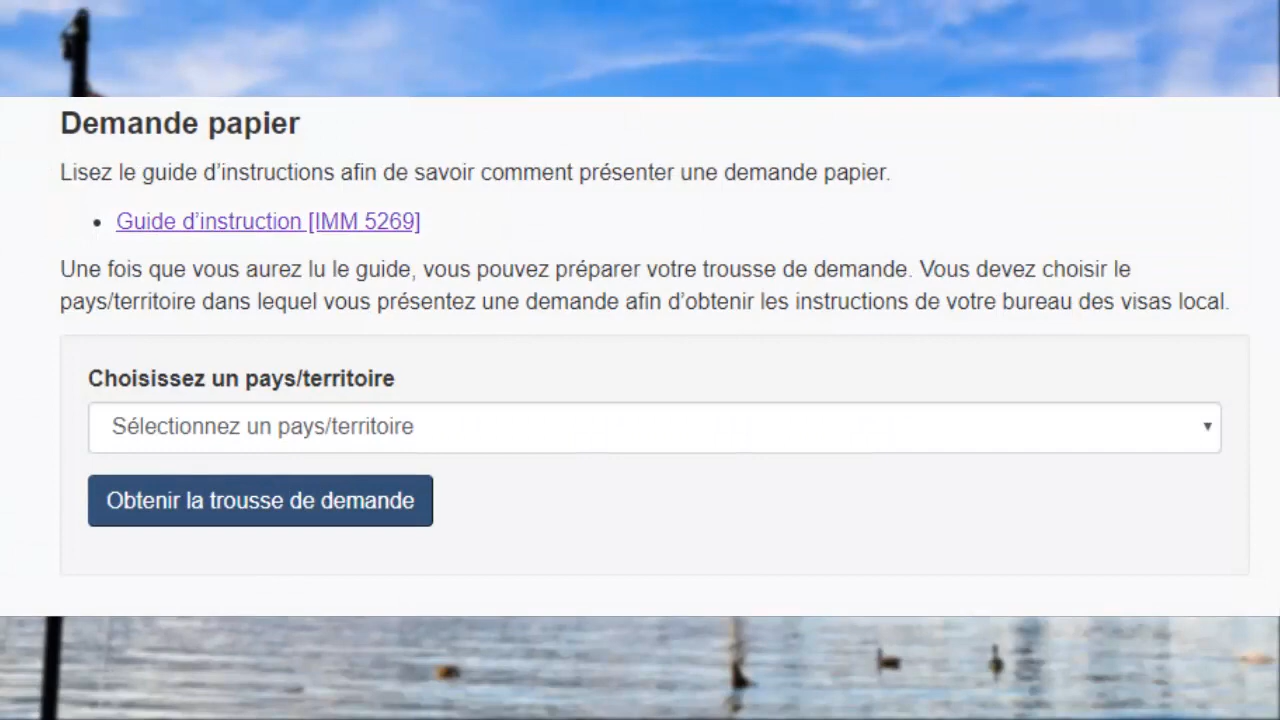 Demande papier
Lisez le guide d’instructions afin de savoir comment présenter une demande papier.
• Guide d’instruction [IMM 5269]
Une fois que vous aurez lu le guide, vous pouvez préparer votre trousse de demande. Vous devez choisir le
pays/territoire dans lequel vous présentez une demande afin d’obtenir les instructions de votre bureau des visas local.
Choisissez un pays/territoire
Sélectionnez un pays/territoire
Obtenir la trousse de demande